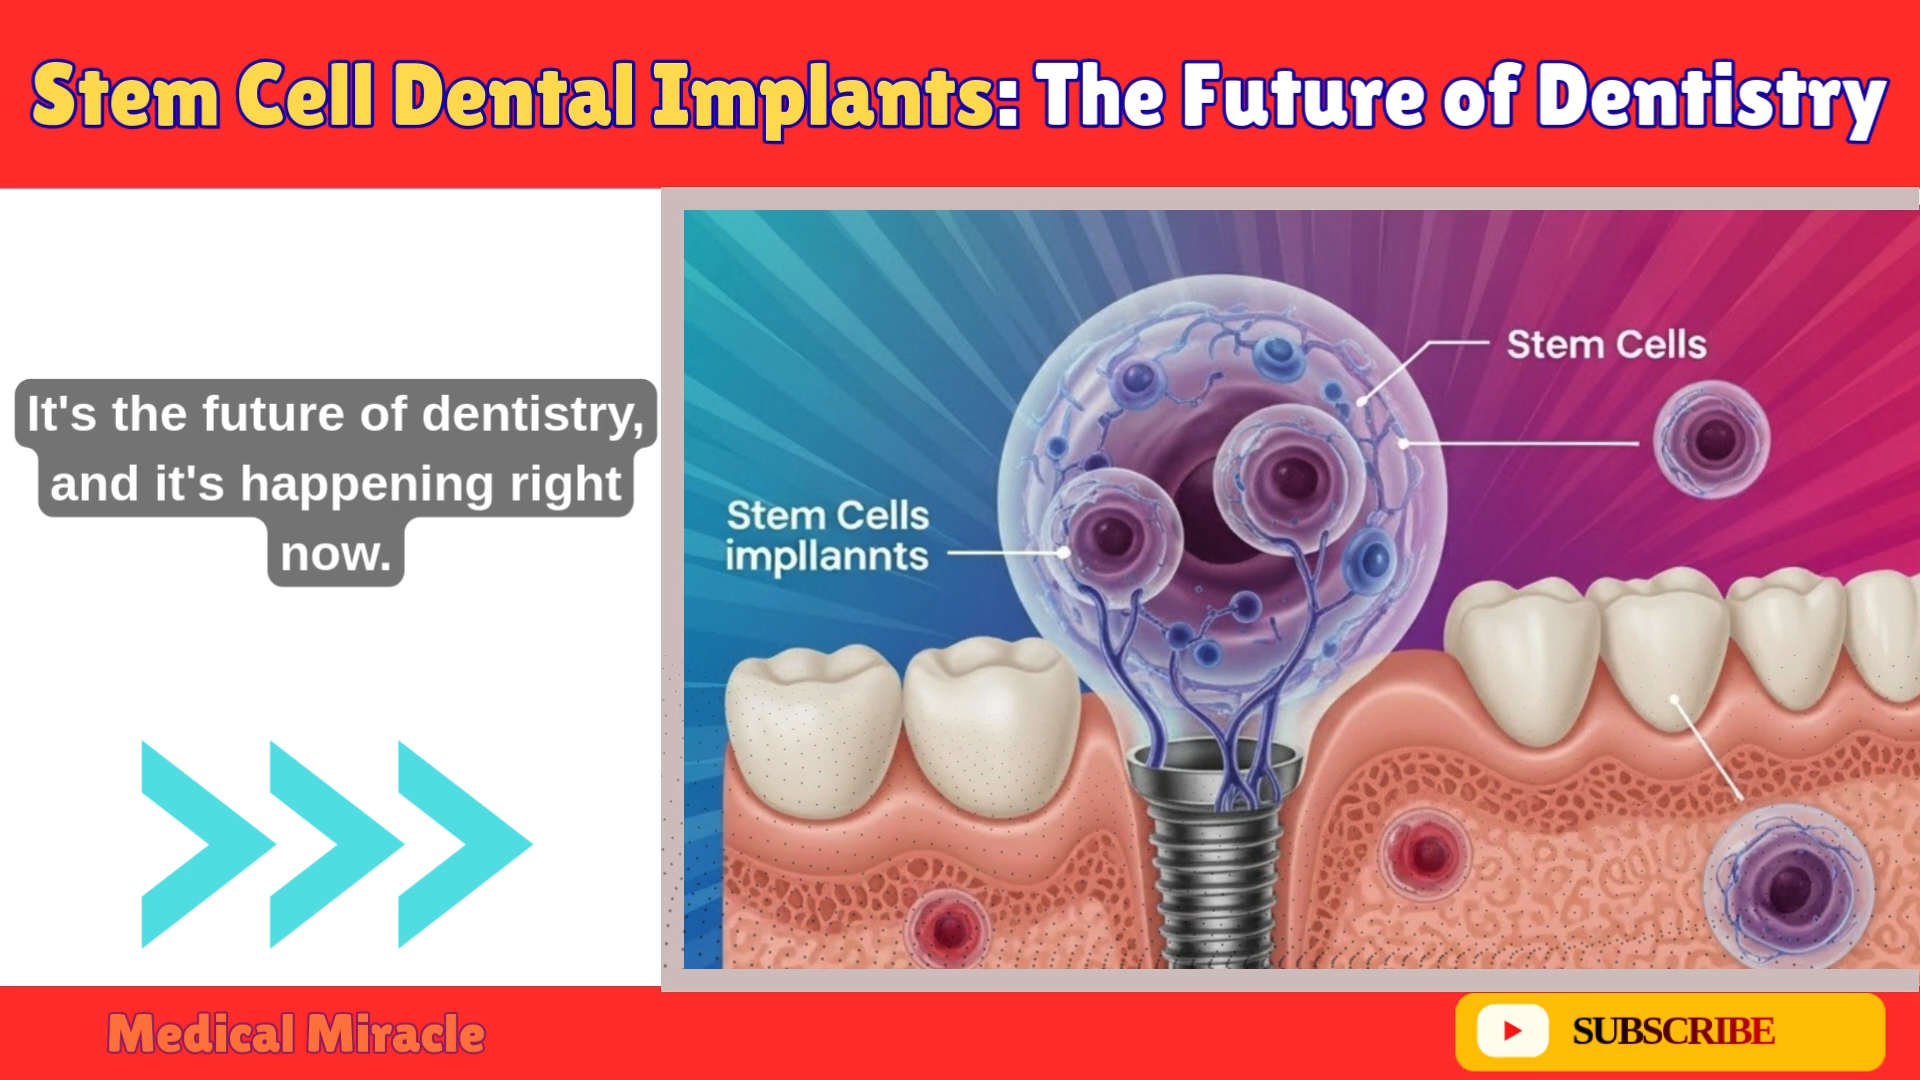 Stem Cell Dental Implants: The Future of Dentistry
It's the future of dentistry,
and it's happening right
now.
Stem Cells
Stem Cells
impllannts
Medical Miracle
SUBSCRIBE